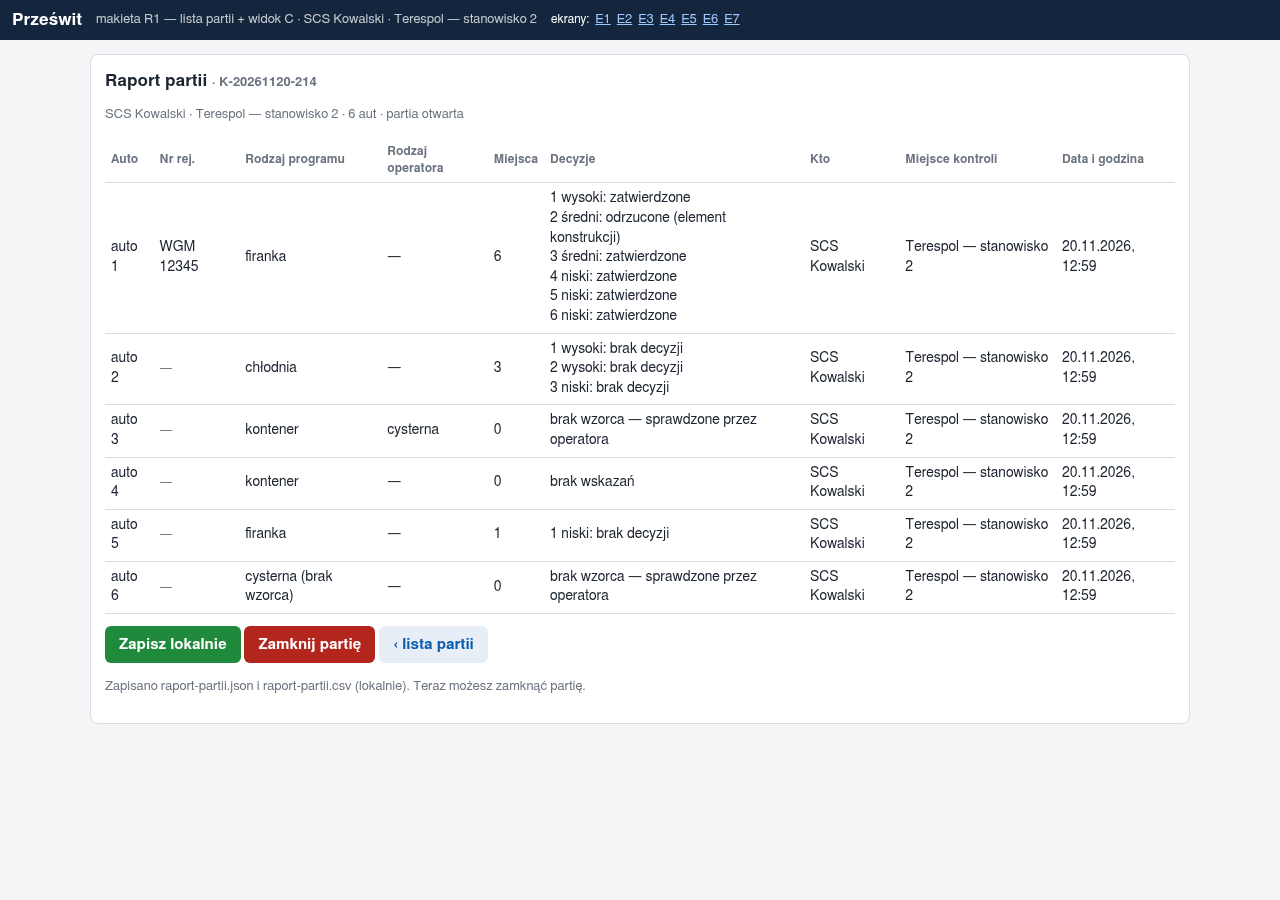 Prześwit makieta R1 — lista partii + widok C · SCS Kowalski · Terespol — stanowisko 2 ekrany: E1 E2 E3 E4 E5 E6 E7
Raport partii · K-20261120-214
SCS Kowalski · Terespol — stanowisko 2 · 6 aut · partia otwarta
Auto Nr rej. Rodzaj programu Rodzaj operatora Miejsca Decyzje Kto Miejsce kontroli Data i godzina
auto 1 WGM 12345 firanka — 6 1 wysoki: zatwierdzone
2 średni: odrzucone (element konstrukcji)
3 średni: zatwierdzone
4 niski: zatwierdzone
5 niski: zatwierdzone
6 niski: zatwierdzone SCS Kowalski Terespol — stanowisko 2 20.11.2026, 12:59
auto 2 — chłodnia — 3 1 wysoki: brak decyzji
2 wysoki: brak decyzji
3 niski: brak decyzji SCS Kowalski Terespol — stanowisko 2 20.11.2026, 12:59
auto 3 — kontener cysterna 0 brak wzorca — sprawdzone przez operatora SCS Kowalski Terespol — stanowisko 2 20.11.2026, 12:59
auto 4 — kontener — 0 brak wskazań SCS Kowalski Terespol — stanowisko 2 20.11.2026, 12:59
auto 5 — firanka — 1 1 niski: brak decyzji SCS Kowalski Terespol — stanowisko 2 20.11.2026, 12:59
auto 6 — cysterna (brak wzorca) — 0 brak wzorca — sprawdzone przez operatora SCS Kowalski Terespol — stanowisko 2 20.11.2026, 12:59
Zapisz lokalnie Zamknij partię ‹ lista partii
Zapisano raport-partii.json i raport-partii.csv (lokalnie). Teraz możesz zamknąć partię.